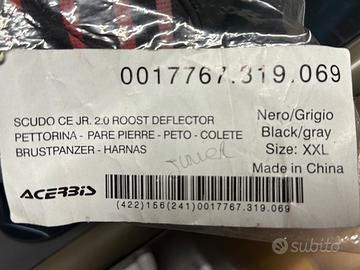 0017767.319.069
SCUDO CE JR. 2.0 ROOST DEFLECTOR
PETTORINA - PARE PIERRE - PETO - COLETE
BRUSTPANZER - HARNAS
Nero/Grigio
Black/gray
Size: XXL
Made in China
JUNIOR
ACERBIS
(422)156(241)0017767.319.069
subito